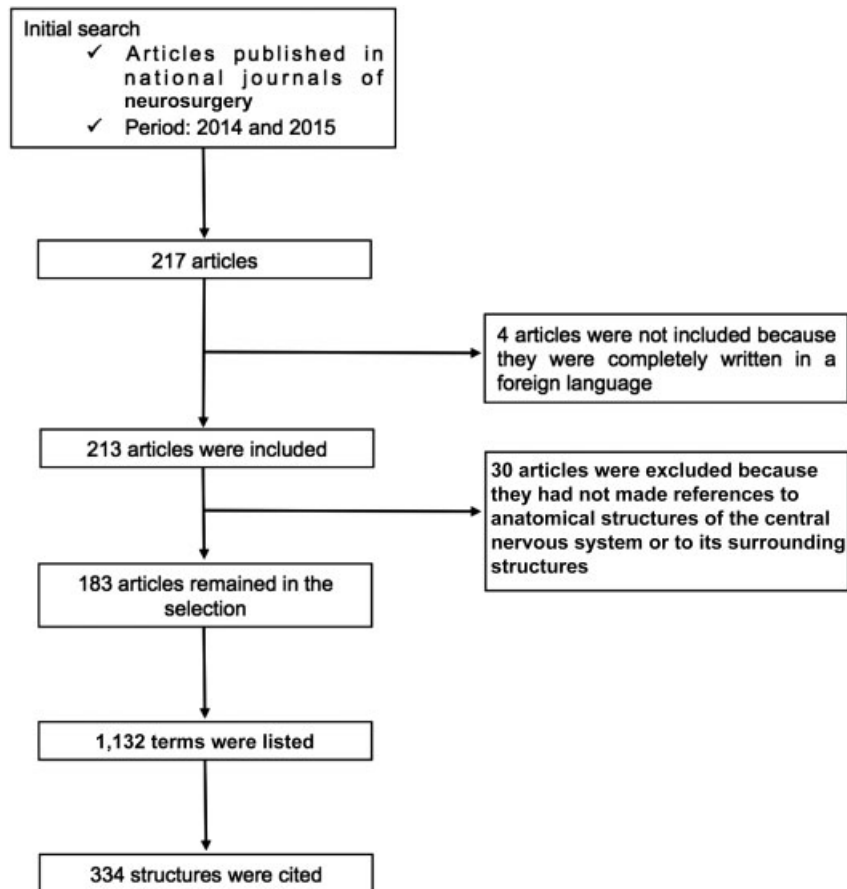 Initial search
✓ Articles published in
national journals of
neurosurgery
✓ Period: 2014 and 2015
217 articles
4 articles were not included because
they were completely written in a
foreign language
213 articles were included
30 articles were excluded because
they had not made references to
anatomical structures of the central
nervous system or to its surrounding
structures
183 articles remained in the
selection
1,132 terms were listed
334 structures were cited